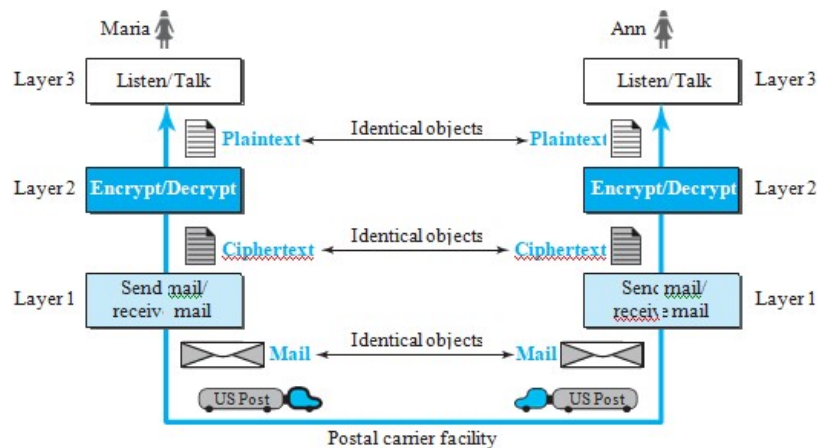 Maria Ann
Layer 3 Listen/Talk Listen/Talk Layer 3
Identical objects
Plaintext Plaintext
Layer 2 Encrypt/Decrypt Encrypt/Decrypt Layer 2
Identical objects
Ciphertext Ciphertext
Layer 1 Send mail/ Send mail/ Layer 1
receive mail receive mail
Identical objects
Mail Mail
US Post US Post
Postal carrier facility